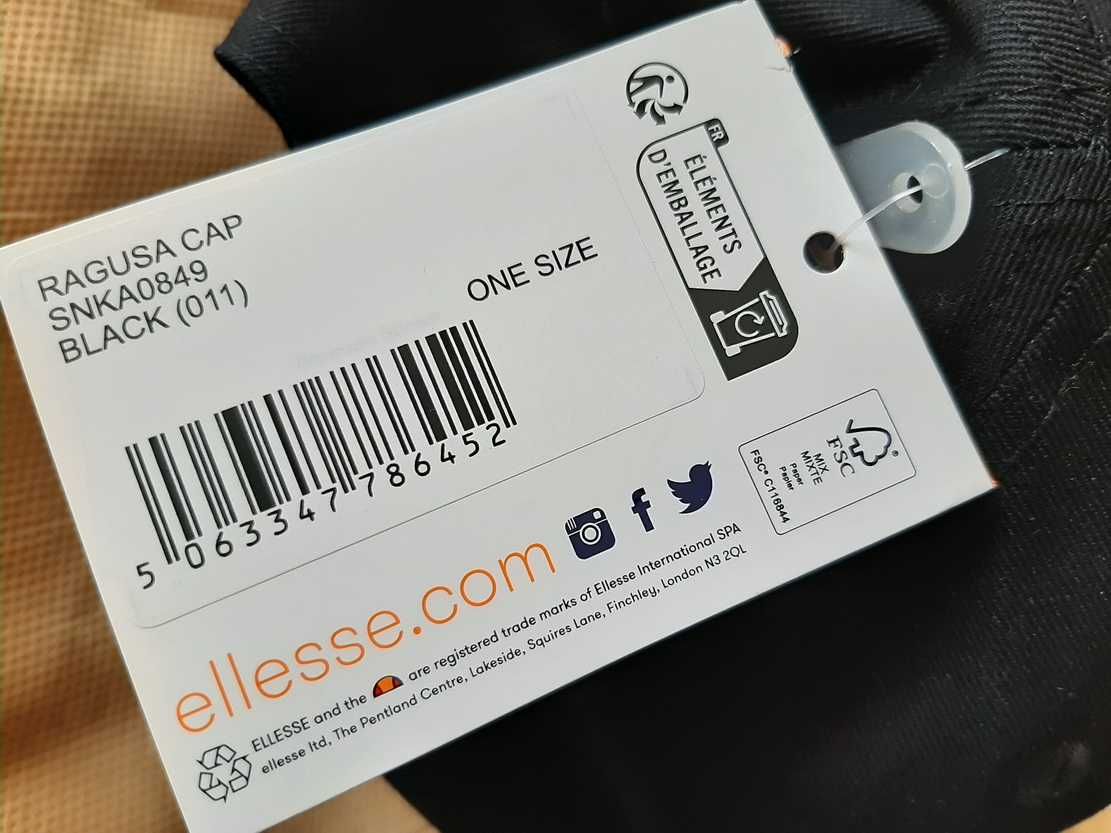 RAGUSA CAP
SNKA0849
BLACK (011)
ONE SIZE
5 063347 786452
FR
ÉLÉMENTS
D'EMBALLAGE
FSC
MIX
MIXTE
Paper
Papier
FSC® C116844
ellesse.com
ELLESSE and the are registered trade marks of Ellesse International SPA
ellesse ltd, The Pentland Centre, Lakeside, Squires Lane, Finchley, London N3 2QL